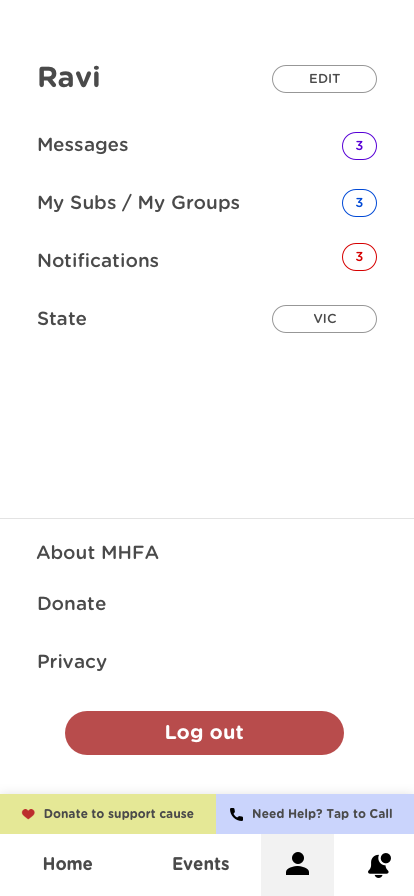 Ravi EDIT
Messages 3
My Subs / My Groups 3
Notifications 3
State VIC
About MHFA
Donate
Privacy
Log out
Donate to support cause Need Help? Tap to Call
Home Events